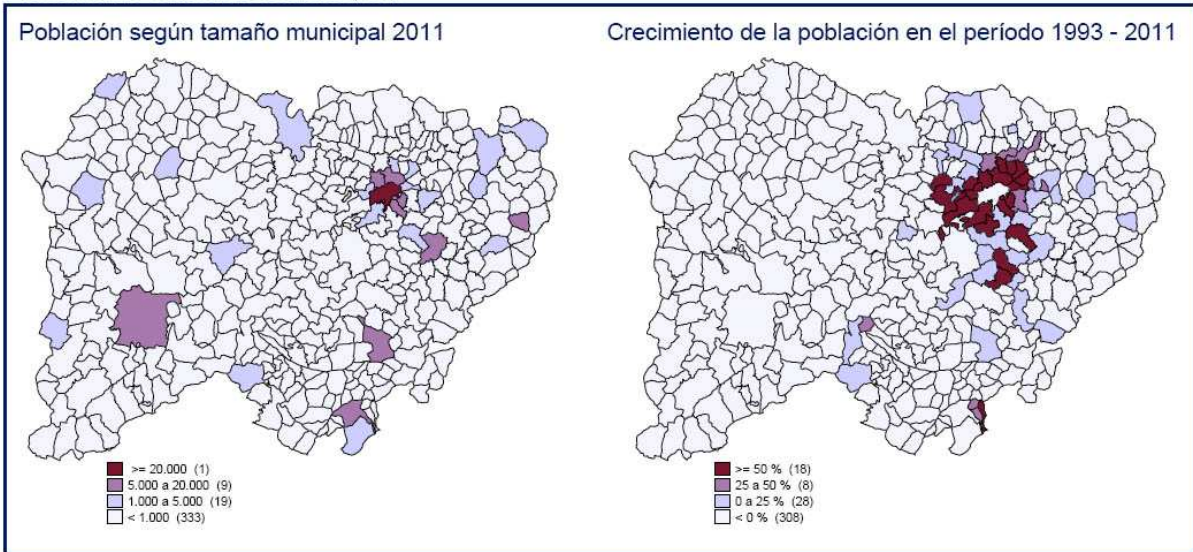 Población según tamaño municipal 2011
Crecimiento de la población en el período 1993 - 2011
>= 20.000 (1)
5.000 a 20.000 (9)
1.000 a 5.000 (19)
< 1.000 (333)
>= 50 % (18)
25 a 50 % (8)
0 a 25 % (28)
< 0 % (308)